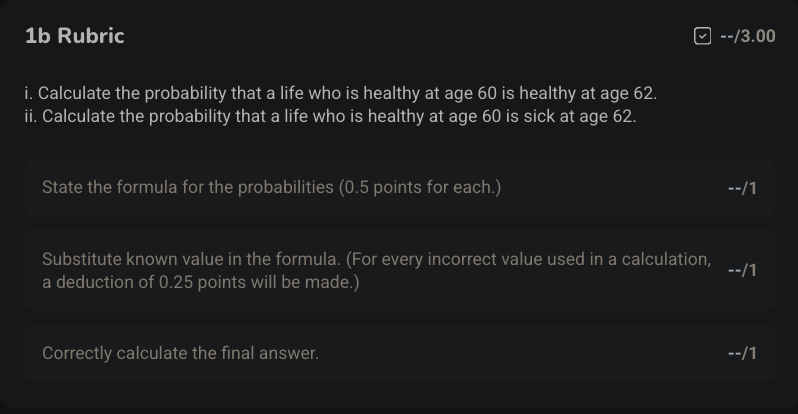 1b Rubric
--/3.00
i. Calculate the probability that a life who is healthy at age 60 is healthy at age 62.
ii. Calculate the probability that a life who is healthy at age 60 is sick at age 62.
State the formula for the probabilities (0.5 points for each.)
--/1
Substitute known value in the formula. (For every incorrect value used in a calculation,
a deduction of 0.25 points will be made.)
--/1
Correctly calculate the final answer.
--/1